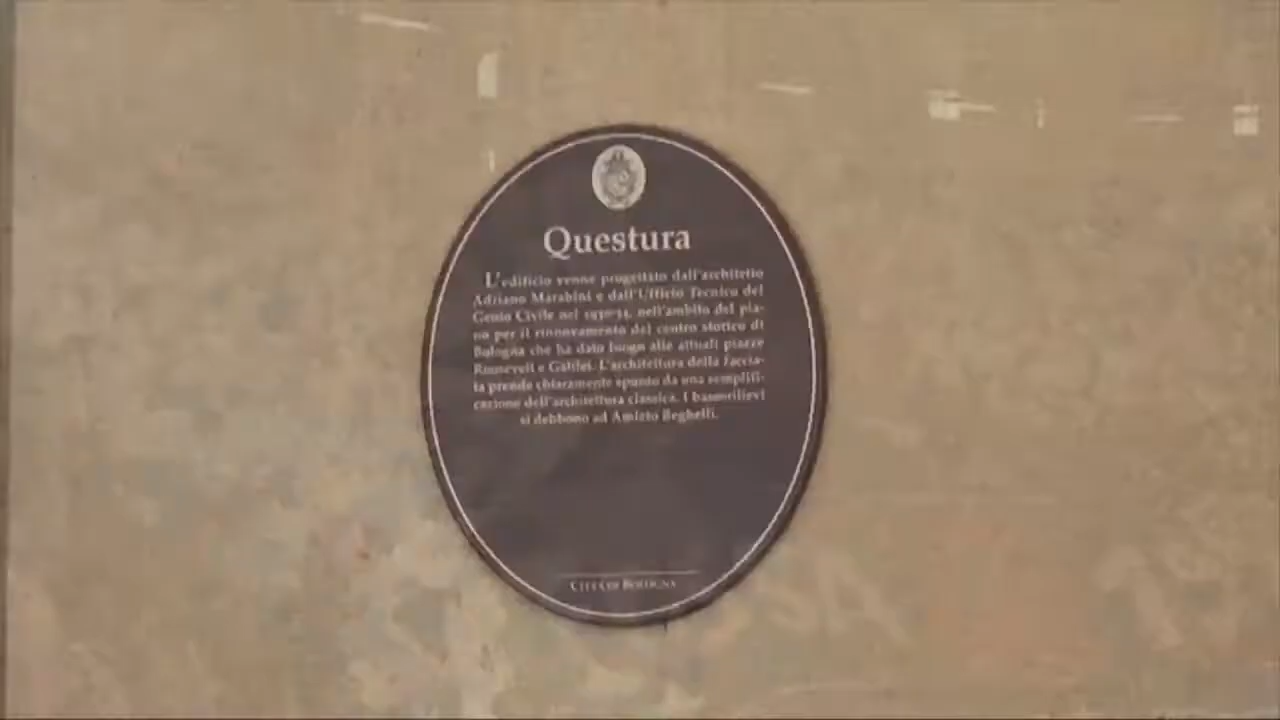 Questura
L'edificio venne progettato dall'architetto
Adriano Marabini e dall'Ufficio Tecnico del
Genio Civile nel 1930-34, nell'ambito del pia-
no per il rinnovamento del centro storico di
Bologna che ha dato luogo alle attuali piazze
Roosevelt e Galilei. L'architettura della faccia-
ta prende chiaramente spunto da una semplifi-
cazione dell'architettura classica. I bassorilievi
si debbono ad Amleto Beghelli.
CITTÀ DI BOLOGNA